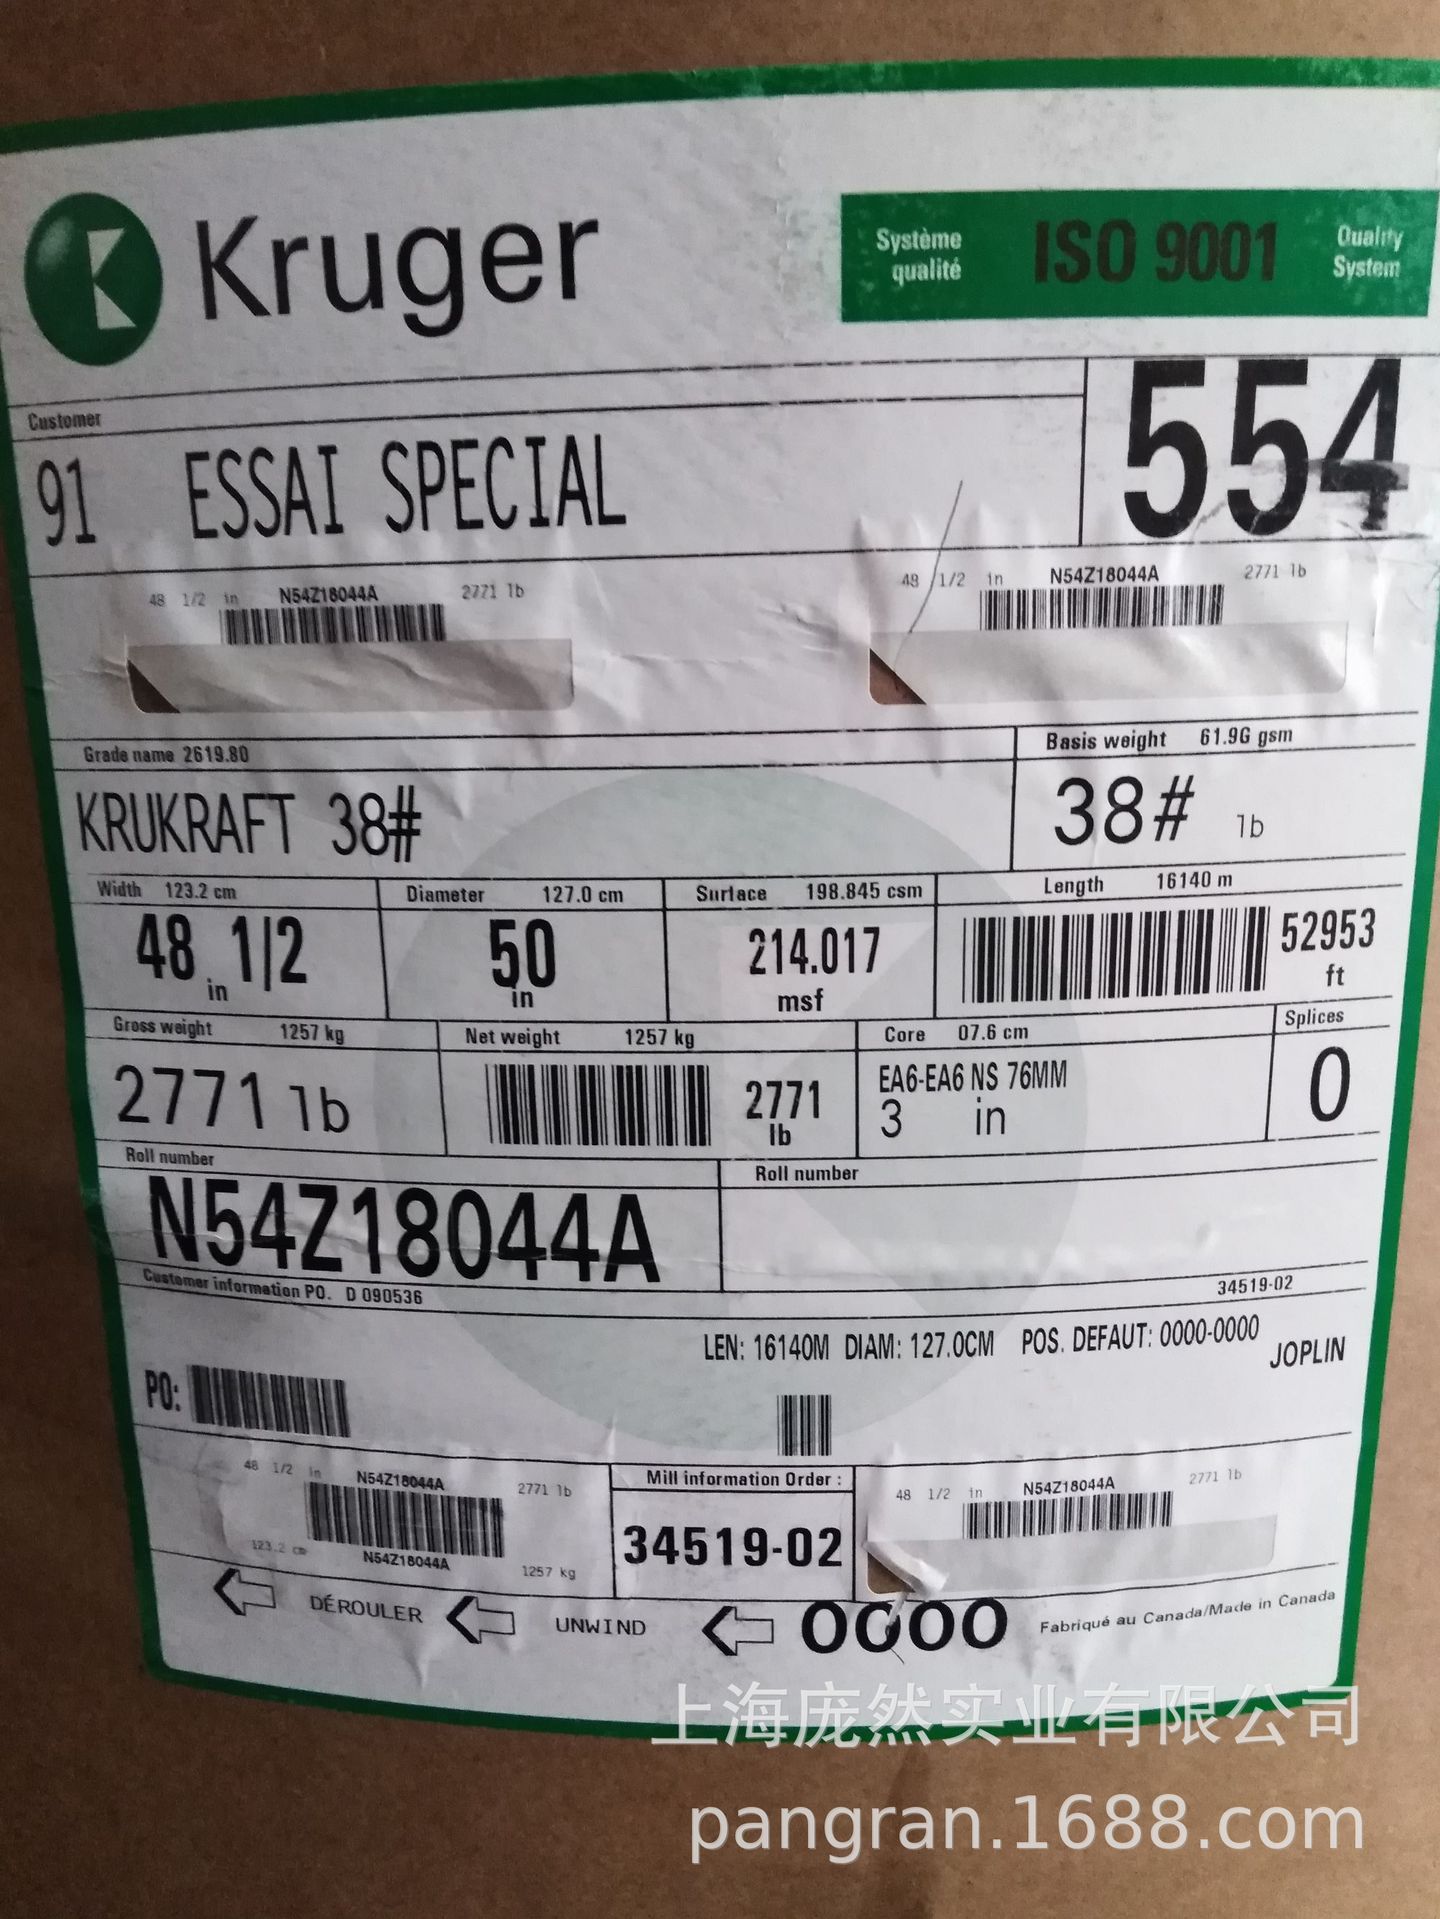 Kruger
Système qualité
ISO 9001
Quality System
Customer
91 ESSAI SPECIAL
554
48 1/2 in N54Z18044A 2771 lb
48 1/2 in N54Z18044A 2771 lb
Grade name 2619.80
KRUKRAFT 38#
Basis weight 61.9G gsm
38# lb
Width 123.2 cm
48 in 1/2
Diameter 127.0 cm
50
in
Surface 198.845 csm
214.017
msf
Length 16140 m
52953
ft
Gross weight 1257 kg
2771 lb
Net weight 1257 kg
2771
lb
Core 07.6 cm
EA6-EA6 NS 76MM
3 in
Splices
0
Roll number
N54Z18044A
Roll number
Customer information PO. D 090536
34519-02
LEN: 16140M DIAM: 127.0CM POS. DEFAUT: 0000-0000
JOPLIN
PO:
48 1/2 in N54Z18044A 2771 lb
123.2 cm N54Z18044A 1257 kg
Mill information Order :
34519-02
48 1/2 in N54Z18044A 2771 lb
DÉROULER
UNWIND
0000
Fabriqué au Canada/Made in Canada
上海庞然实业有限公司
pangran.1688.com